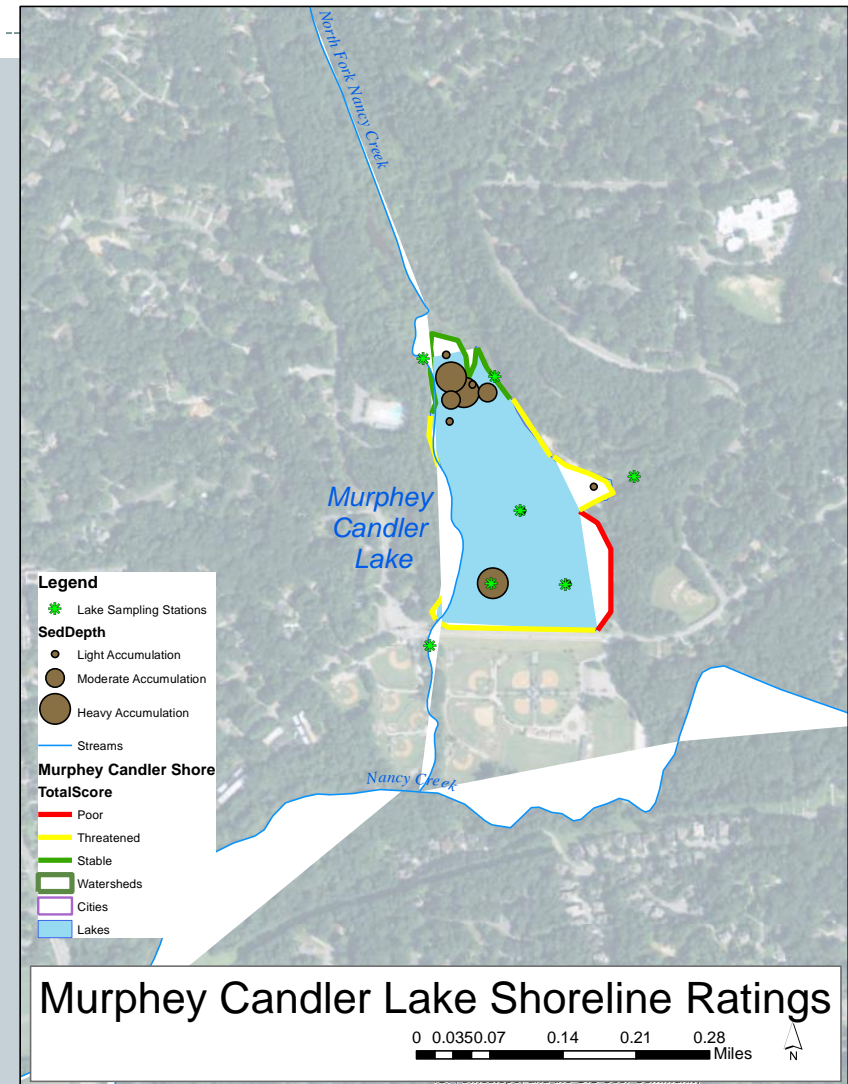 North Fork Nancy Creek
Murphey
Candler
Lake
Legend
Lake Sampling Stations
SedDepth
Light Accumulation
Moderate Accumulation
Heavy Accumulation
Streams
Murphey Candler Shore
TotalScore
Poor
Threatened
Stable
Watersheds
Cities
Lakes
Nancy Creek
Murphey Candler Lake Shoreline Ratings
0 0.0350.07 0.14 0.21 0.28
Miles
N